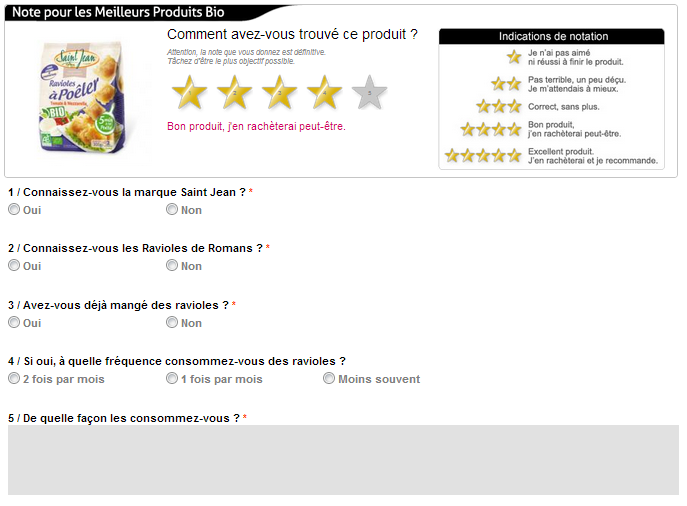 Note pour les Meilleurs Produits Bio
Comment avez-vous trouvé ce produit ?
Attention, la note que vous donnez est définitive.
Tâchez d'être le plus objectif possible.
1 2 3 4 5
Bon produit, j'en rachèterai peut-être.
Saint Jean
Ravioles
à Poêler
Tomate & Mozzarella
BIO
Indications de notation
Je n'ai pas aimé
ni réussi à finir le produit.
Pas terrible, un peu déçu.
Je m'attendais à mieux.
Correct, sans plus.
Bon produit,
j'en rachèterai peut-être.
Excellent produit.
J'en rachèterai et je recommande.
1 / Connaissez-vous la marque Saint Jean ? *
Oui Non
2 / Connaissez-vous les Ravioles de Romans ? *
Oui Non
3 / Avez-vous déjà mangé des ravioles ? *
Oui Non
4 / Si oui, à quelle fréquence consommez-vous des ravioles ?
2 fois par mois 1 fois par mois Moins souvent
5 / De quelle façon les consommez-vous ? *